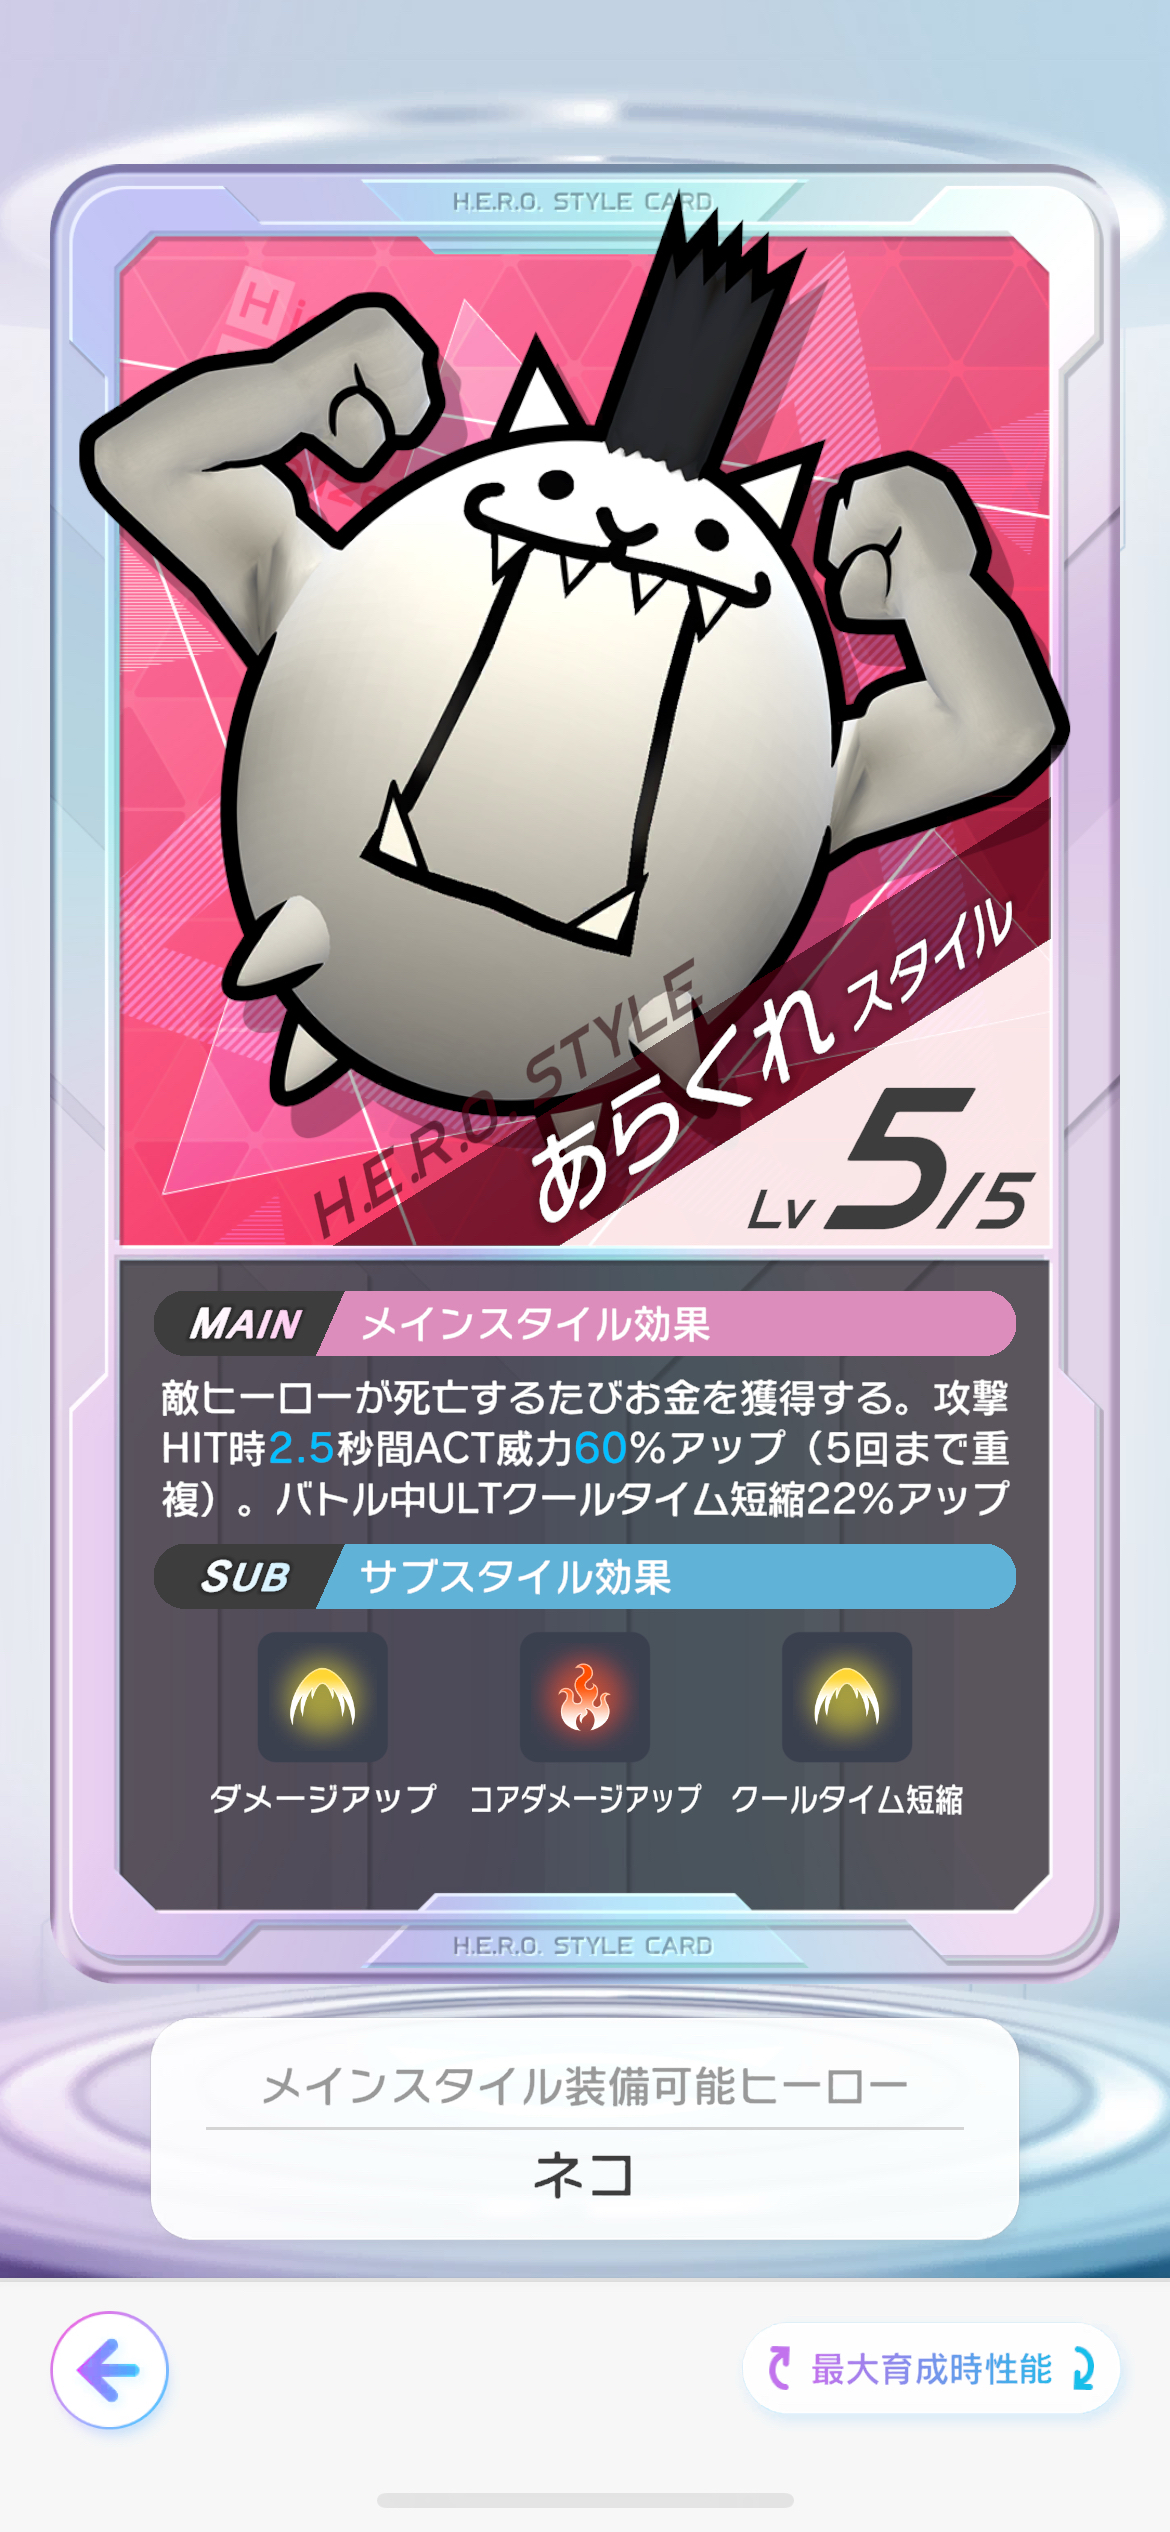 H.E.R.O. STYLE CARD
H.E.R.O. STYLE
あらくれ スタイル
Lv 5/5
MAIN メインスタイル効果
敵ヒーローが死亡するたびお金を獲得する。攻撃
HIT時2.5秒間ACT威力60%アップ（5回まで重
複）。バトル中ULTクールタイム短縮22%アップ
SUB サブスタイル効果
ダメージアップ コアダメージアップ クールタイム短縮
H.E.R.O. STYLE CARD
メインスタイル装備可能ヒーロー
ネコ
最大育成時性能